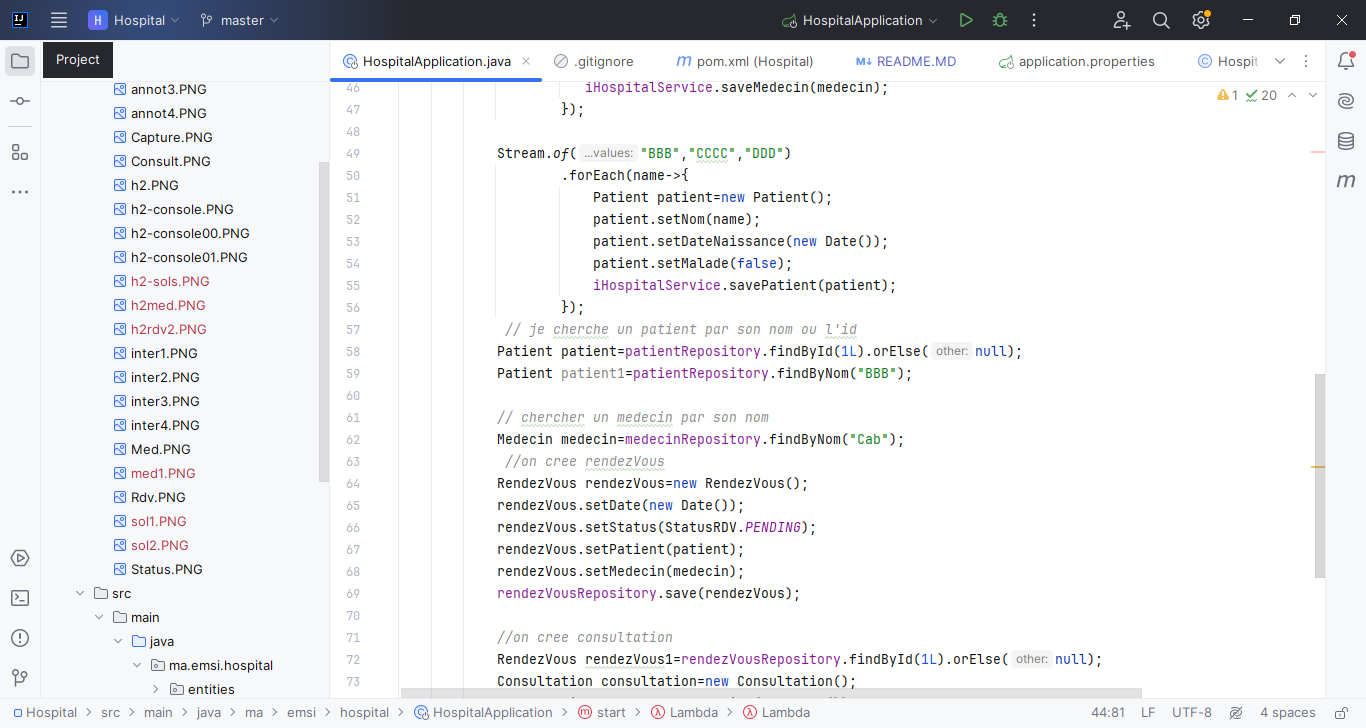 Hospital
master
HospitalApplication
Project
HospitalApplication.java
.gitignore
pom.xml (Hospital)
README.MD
application.properties
Hospit
annot3.PNG
annot4.PNG
Capture.PNG
Consult.PNG
h2.PNG
h2-console.PNG
h2-console00.PNG
h2-console01.PNG
h2-sols.PNG
h2med.PNG
h2rdv2.PNG
inter1.PNG
inter2.PNG
inter3.PNG
inter4.PNG
Med.PNG
med1.PNG
Rdv.PNG
sol1.PNG
sol2.PNG
Status.PNG
src
main
java
ma.emsi.hospital
entities
1 20
46 iHospitalService.saveMedecin(medecin);
47 });
48
49 Stream.of( ...values: "BBB","CCCC","DDD")
50 .forEach(name->{
51 Patient patient=new Patient();
52 patient.setNom(name);
53 patient.setDateNaissance(new Date());
54 patient.setMalade(false);
55 iHospitalService.savePatient(patient);
56 });
57 // je cherche un patient par son nom ou l'id
58 Patient patient=patientRepository.findById(1L).orElse( other: null);
59 Patient patient1=patientRepository.findByNom("BBB");
60
61 // chercher un medecin par son nom
62 Medecin medecin=medecinRepository.findByNom("Cab");
63 //on cree rendezVous
64 RendezVous rendezVous=new RendezVous();
65 rendezVous.setDate(new Date());
66 rendezVous.setStatus(StatusRDV.PENDING);
67 rendezVous.setPatient(patient);
68 rendezVous.setMedecin(medecin);
69 rendezVousRepository.save(rendezVous);
70
71 //on cree consultation
72 RendezVous rendezVous1=rendezVousRepository.findById(1L).orElse( other: null);
73 Consultation consultation=new Consultation();
Hospital > src > main > java > ma > emsi > hospital > HospitalApplication > start > Lambda > Lambda
44:81 LF UTF-8 4 spaces